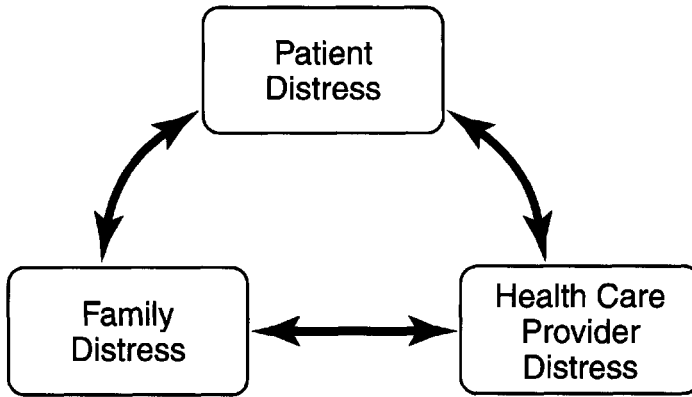 Patient
Distress
Family
Distress
Health Care
Provider
Distress